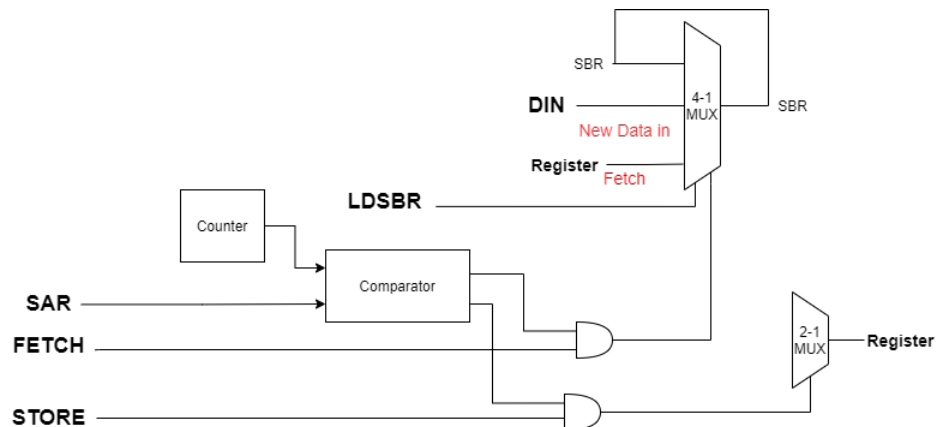 SBR
DIN
New Data in
4-1
MUX
SBR
Register
Fetch
LDSBR
Counter
Comparator
SAR
FETCH
2-1
MUX
Register
STORE